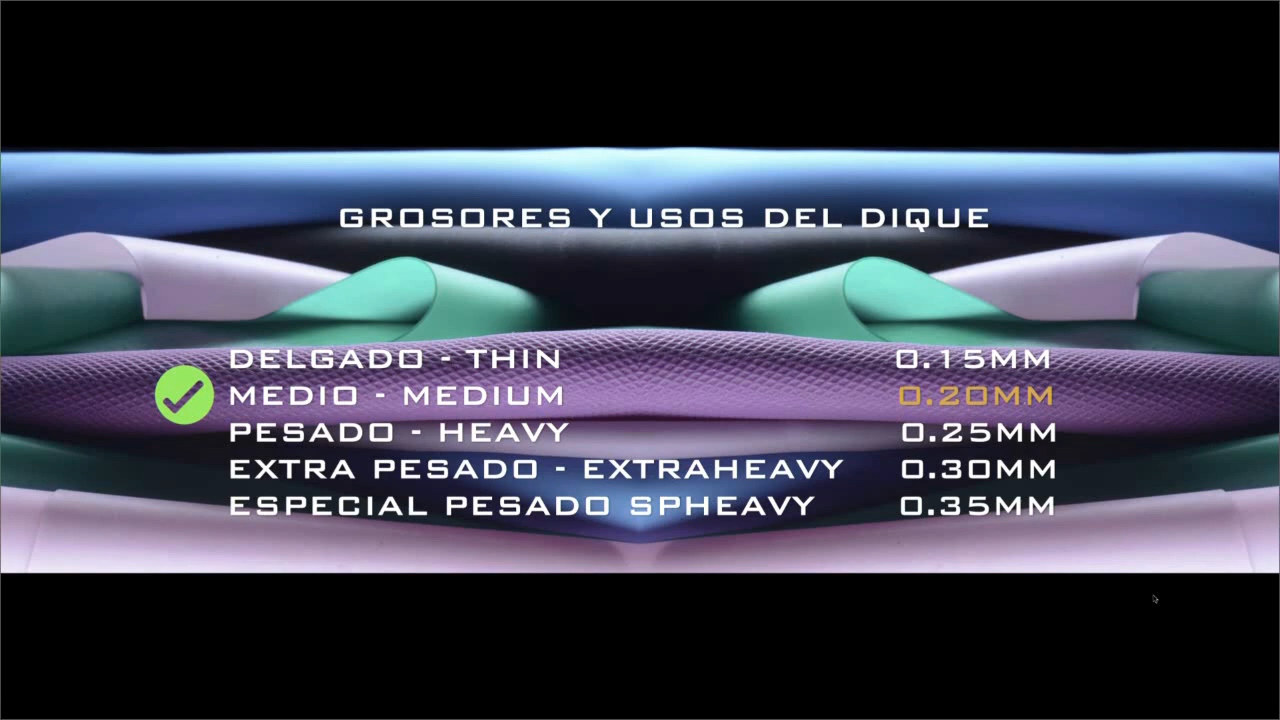 GROSORES Y USOS DEL DIQUE
DELGADO - THIN 0.15MM
MEDIO - MEDIUM 0.20MM
PESADO - HEAVY 0.25MM
EXTRA PESADO - EXTRAHEAVY 0.30MM
ESPECIAL PESADO SPHEAVY 0.35MM